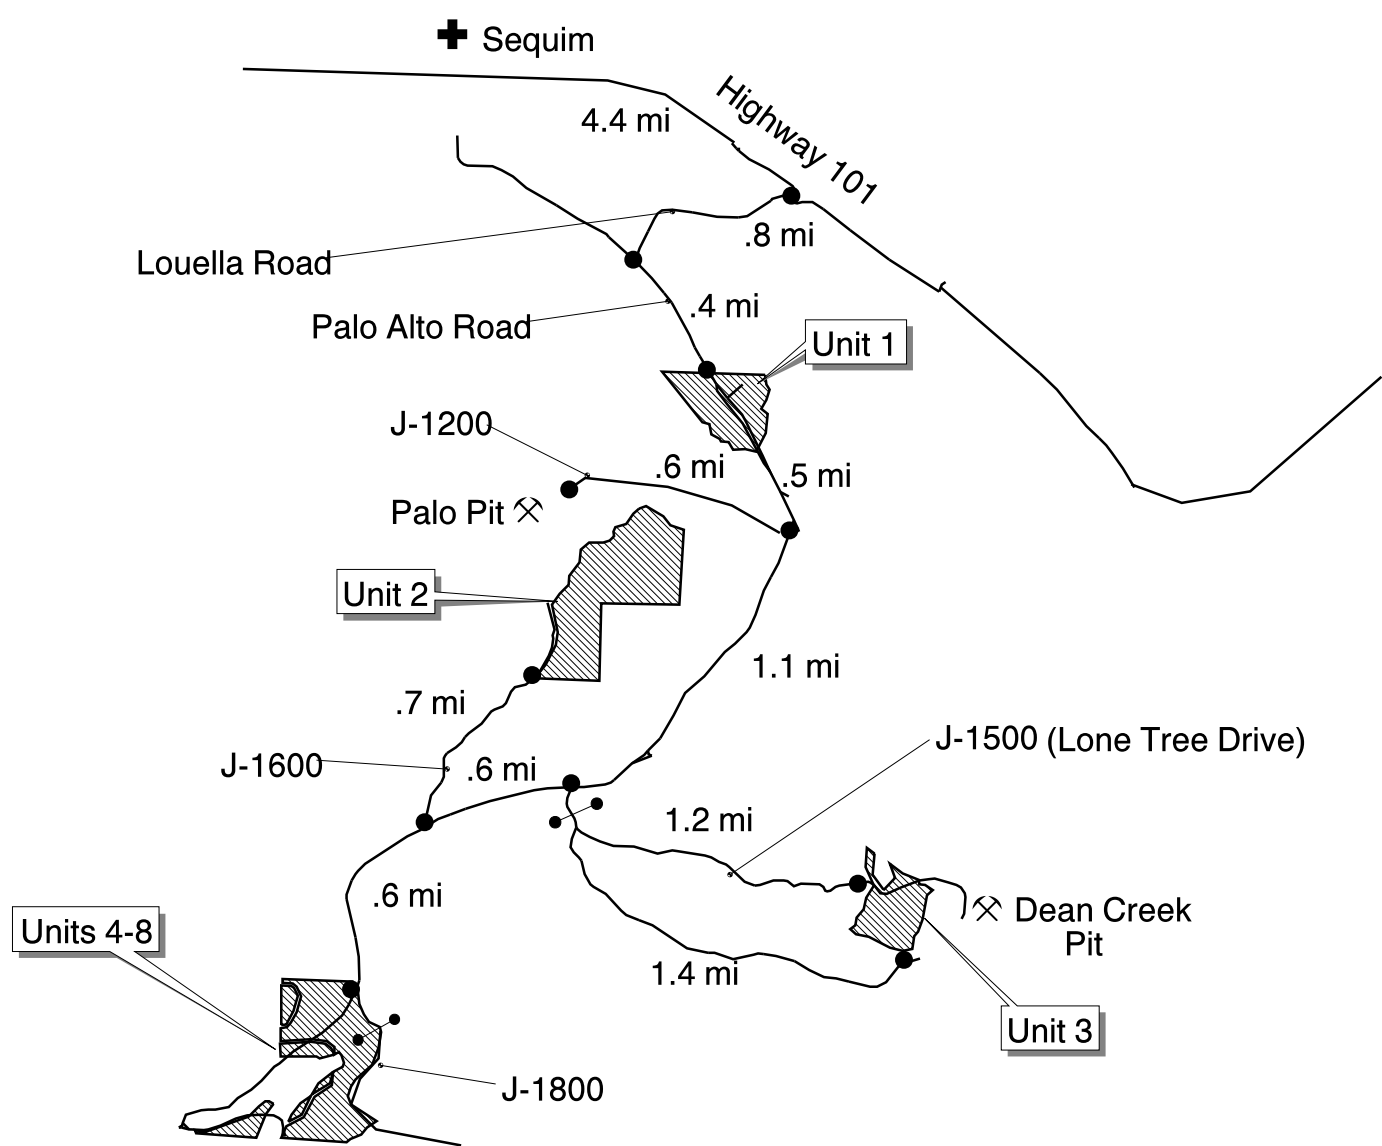 Sequim
Highway 101
4.4 mi
.8 mi
Louella Road
.4 mi
Palo Alto Road
Unit 1
J-1200
.6 mi
.5 mi
Palo Pit
Unit 2
1.1 mi
.7 mi
J-1500 (Lone Tree Drive)
J-1600
.6 mi
1.2 mi
.6 mi
Dean Creek
Pit
Units 4-8
1.4 mi
Unit 3
J-1800